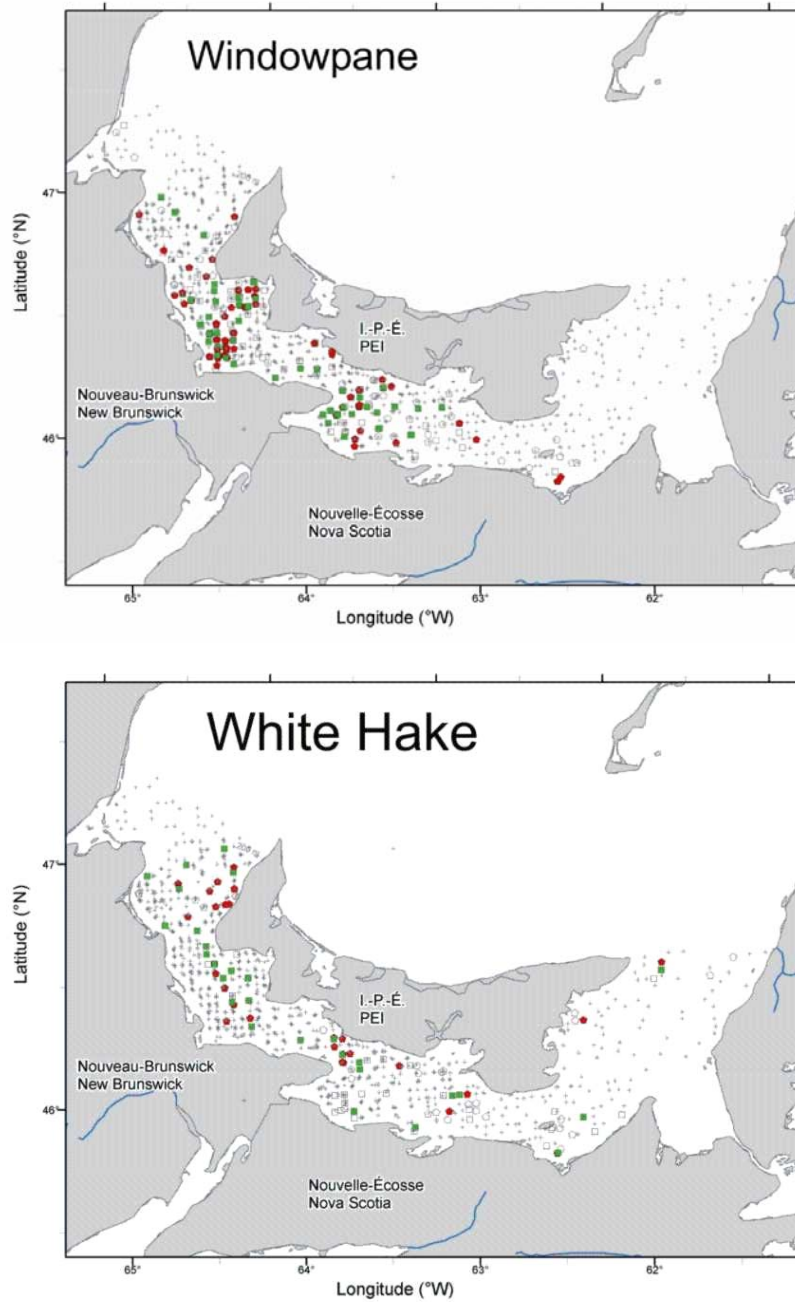 Windowpane
47°
Latitude (°N)
I.-P.-É.
PEI
Nouveau-Brunswick
New Brunswick
46°
Nouvelle-Écosse
Nova Scotia
65°
64°
63°
62°
Longitude (°W)
White Hake
47°
Latitude (°N)
I.-P.-É.
PEI
Nouveau-Brunswick
New Brunswick
46°
Nouvelle-Écosse
Nova Scotia
65°
64°
63°
62°
Longitude (°W)